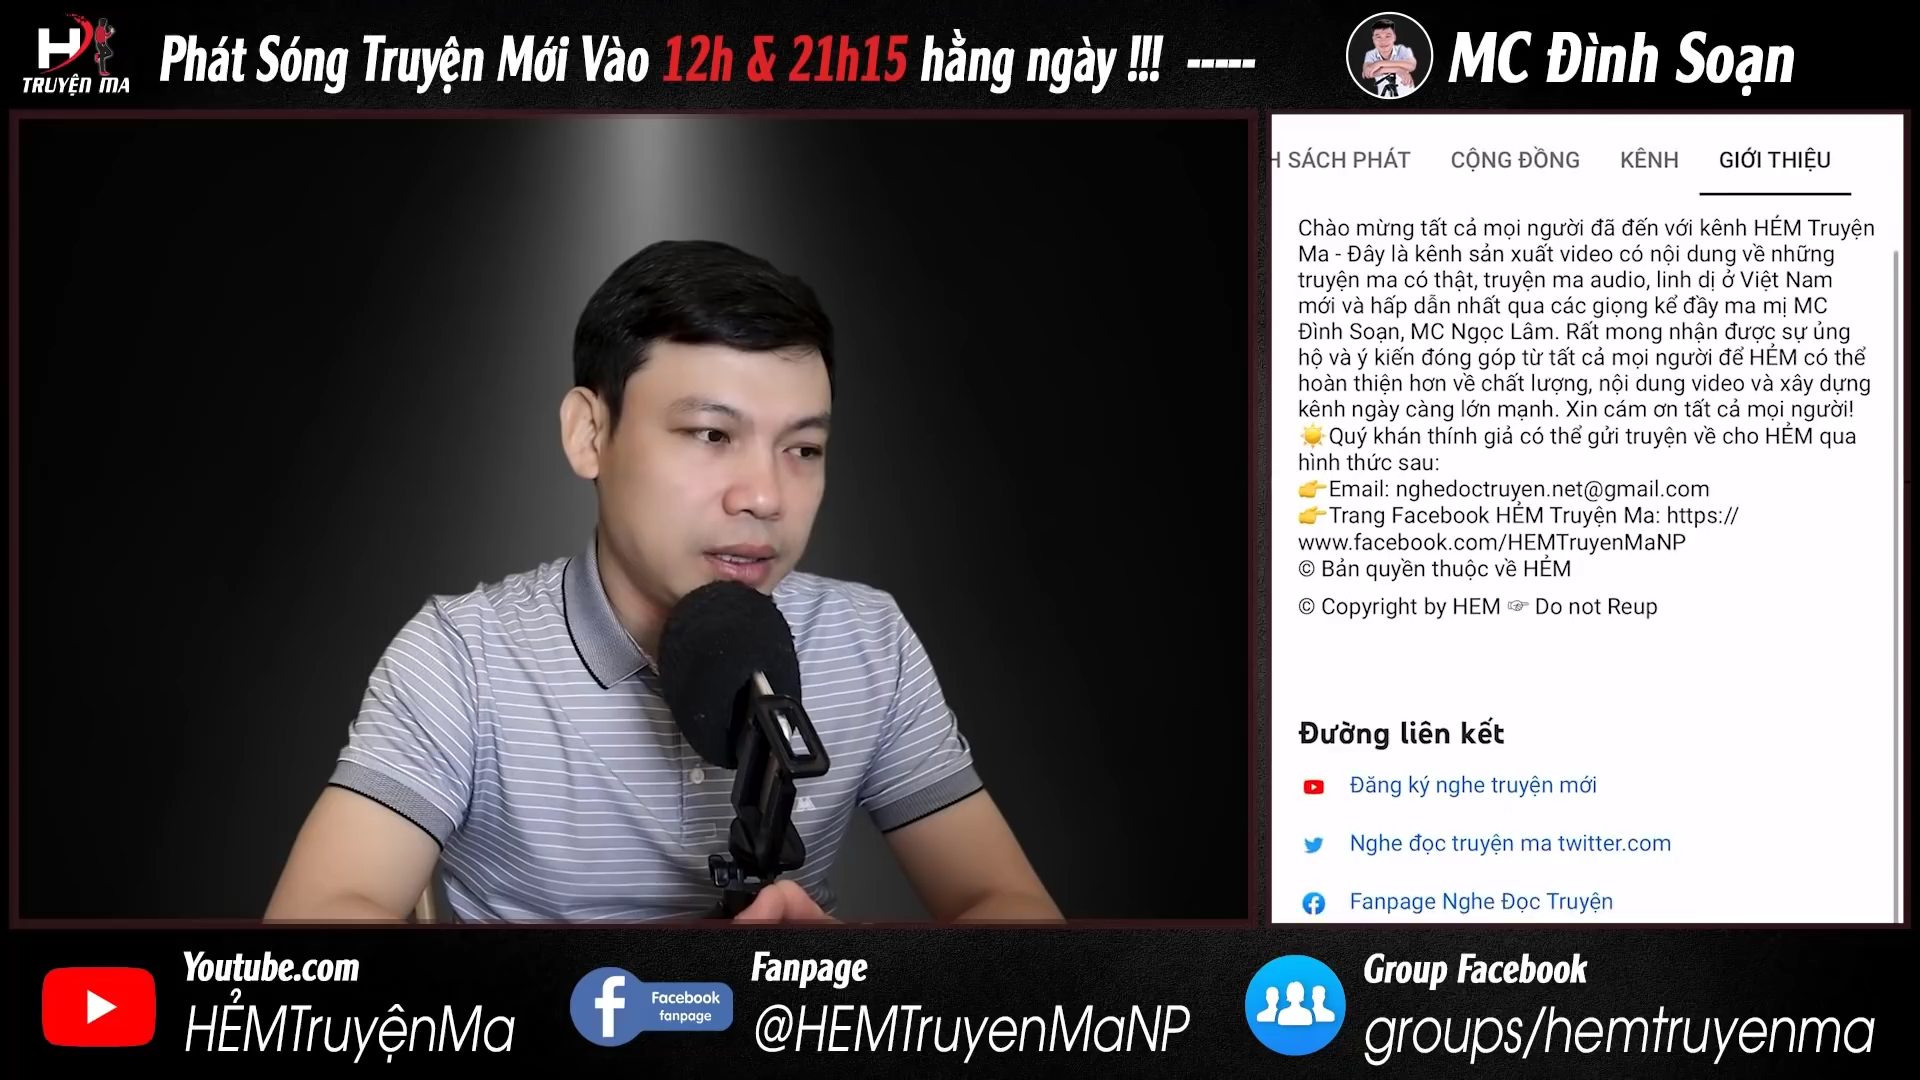 H
TRUYỆN MA
Phát Sóng Truyện Mới Vào 12h & 21h15 hằng ngày !!! -----
MC Đình Soạn
H SÁCH PHÁT CỘNG ĐỒNG KÊNH GIỚI THIỆU
Chào mừng tất cả mọi người đã đến với kênh HÉM Truyện
Ma - Đây là kênh sản xuất video có nội dung về những
truyện ma có thật, truyện ma audio, linh dị ở Việt Nam
mới và hấp dẫn nhất qua các giọng kể đầy ma mị MC
Đình Soạn, MC Ngọc Lâm. Rất mong nhận được sự ủng
hộ và ý kiến đóng góp từ tất cả mọi người để HẺM có thể
hoàn thiện hơn về chất lượng, nội dung video và xây dựng
kênh ngày càng lớn mạnh. Xin cám ơn tất cả mọi người!
☀️Quý khán thính giả có thể gửi truyện về cho HẺM qua
hình thức sau:
👉Email: nghedoctruyen.net@gmail.com
👉Trang Facebook HẺM Truyện Ma: https://
www.facebook.com/HEMTruyenMaNP
© Bản quyền thuộc về HẺM
© Copyright by HEM ☞ Do not Reup
Đường liên kết
Đăng ký nghe truyện mới
Nghe đọc truyện ma twitter.com
Fanpage Nghe Đọc Truyện
Youtube.com
HẺMTruyệnMa
Facebook
fanpage
Fanpage
@HEMTruyenMaNP
Group Facebook
groups/hemtruyenma